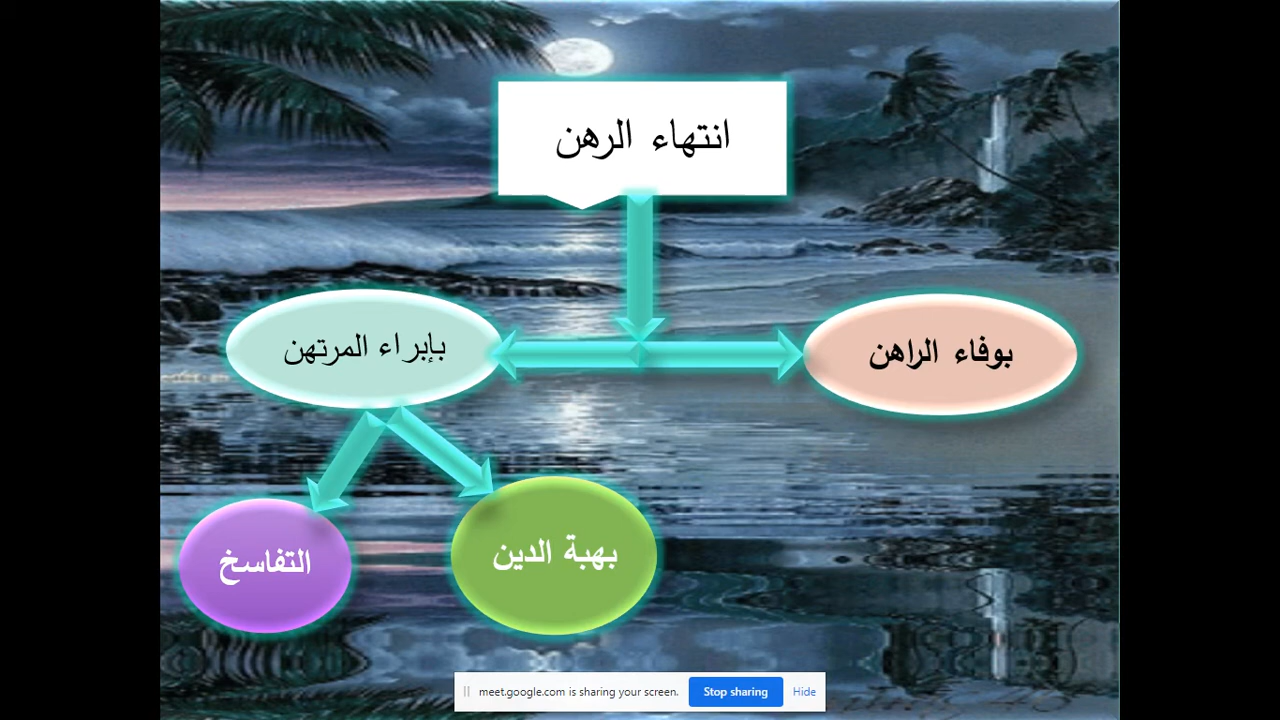 انتهاء الرهن
بوفاء الراهن
بإبراء المرتهن
بهبة الدين
التفاسخ
meet.google.com is sharing your screen.
Stop sharing
Hide